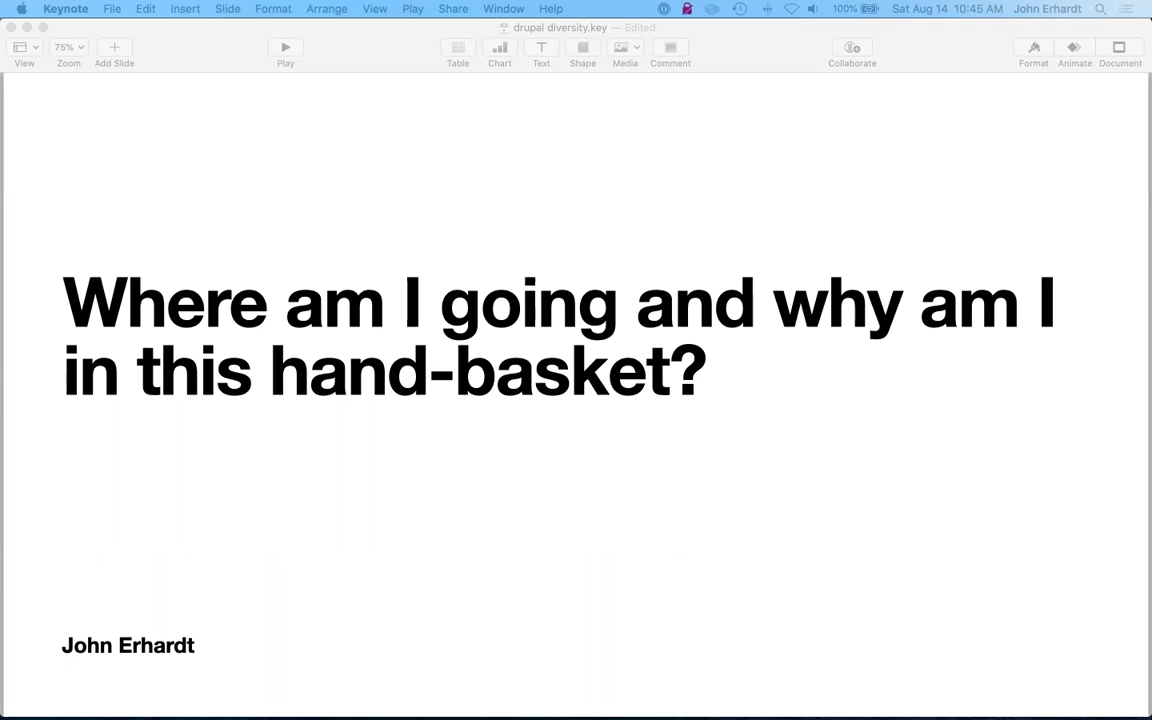 Keynote File Edit Insert Slide Format Arrange View Play Share Window Help 100% Sat Aug 14 10:45 AM John Erhardt
drupal diversity.key — Edited
75%
View Zoom Add Slide Play Table Chart Text Shape Media Comment Collaborate Format Animate Document
Where am I going and why am I
in this hand-basket?
John Erhardt